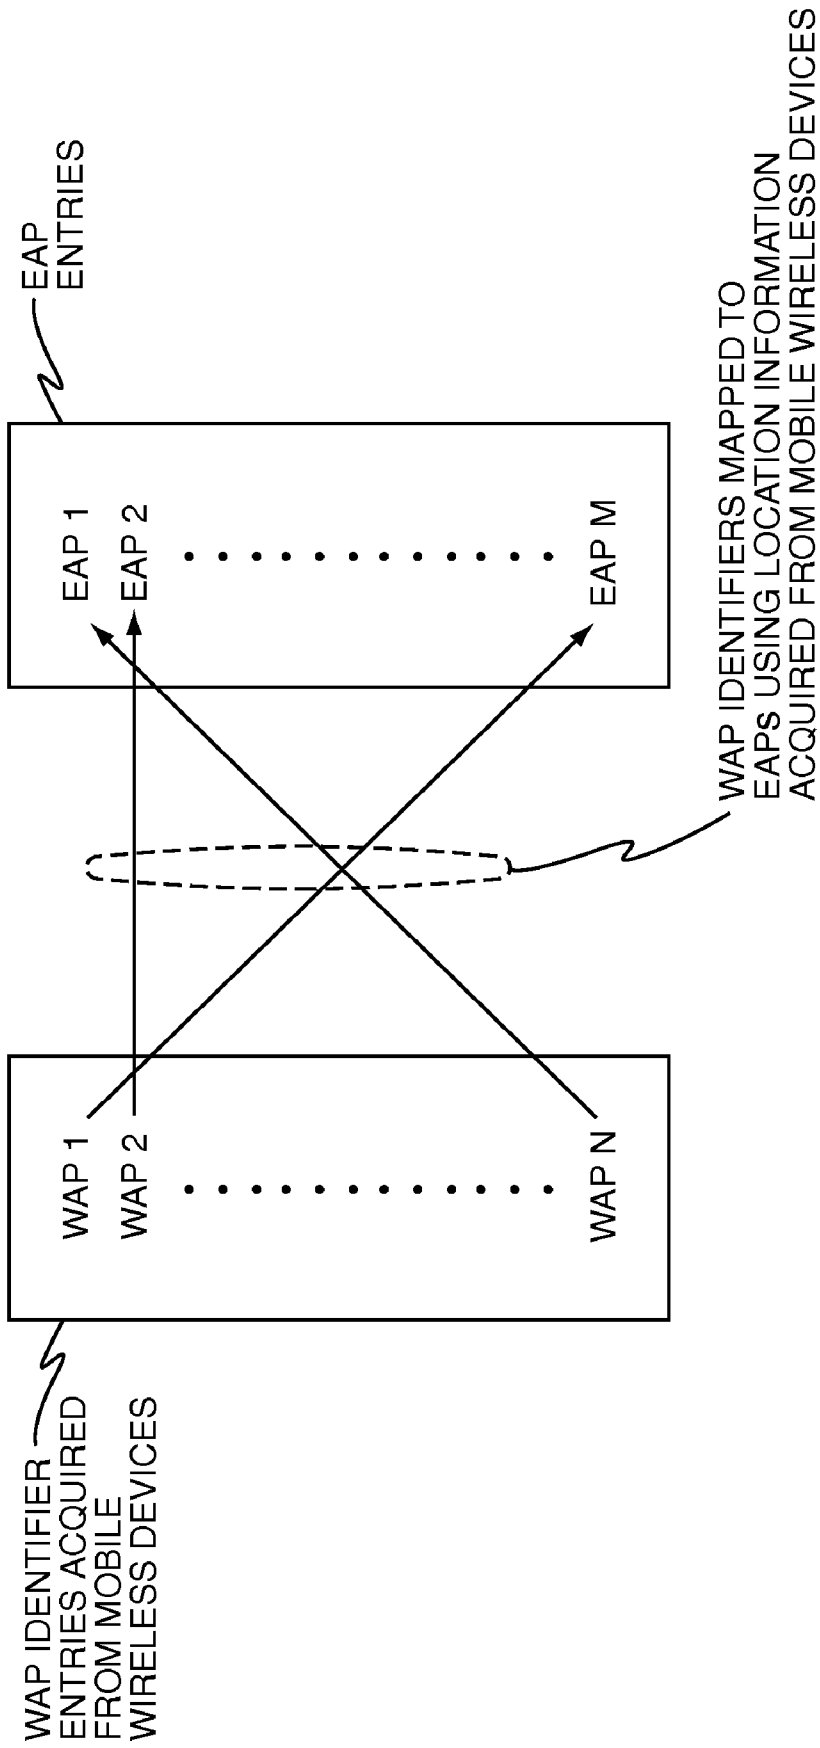 WAP IDENTIFIER
ENTRIES ACQUIRED
FROM MOBILE
WIRELESS DEVICES
WAP 1
WAP 2
WAP N
EAP ENTRIES
EAP 1
EAP 2
EAP M
WAP IDENTIFIERS MAPPED TO
EAPs USING LOCATION INFORMATION
ACQUIRED FROM MOBILE WIRELESS DEVICES